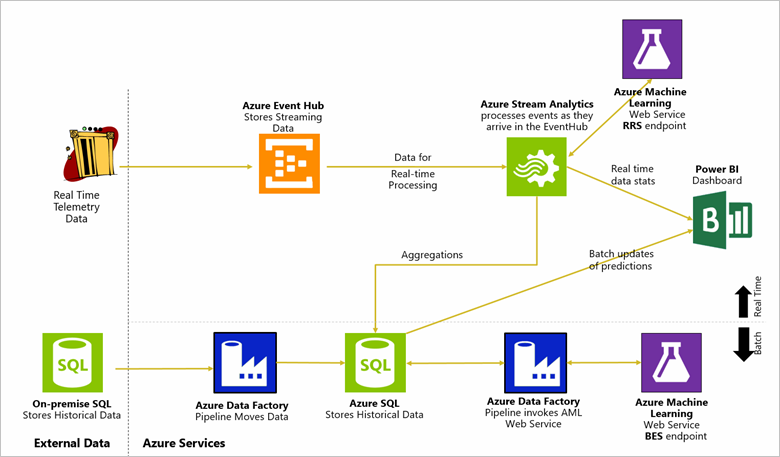 Azure Machine
Learning
Web Service
RRS endpoint
Azure Event Hub
Stores Streaming
Data
Azure Stream Analytics
processes events as they
arrive in the EventHub
Real Time
Telemetry
Data
Data for
Real-time
Processing
Real time
data stats
Power BI
Dashboard
B
Aggregations
Batch updates
of predictions
Real Time
Batch
SQL
On-premise SQL
Stores Historical Data
Azure Data Factory
Pipeline Moves Data
SQL
Azure SQL
Stores Historical Data
Azure Data Factory
Pipeline invokes AML
Web Service
Azure Machine
Learning
Web Service
BES endpoint
External Data
Azure Services